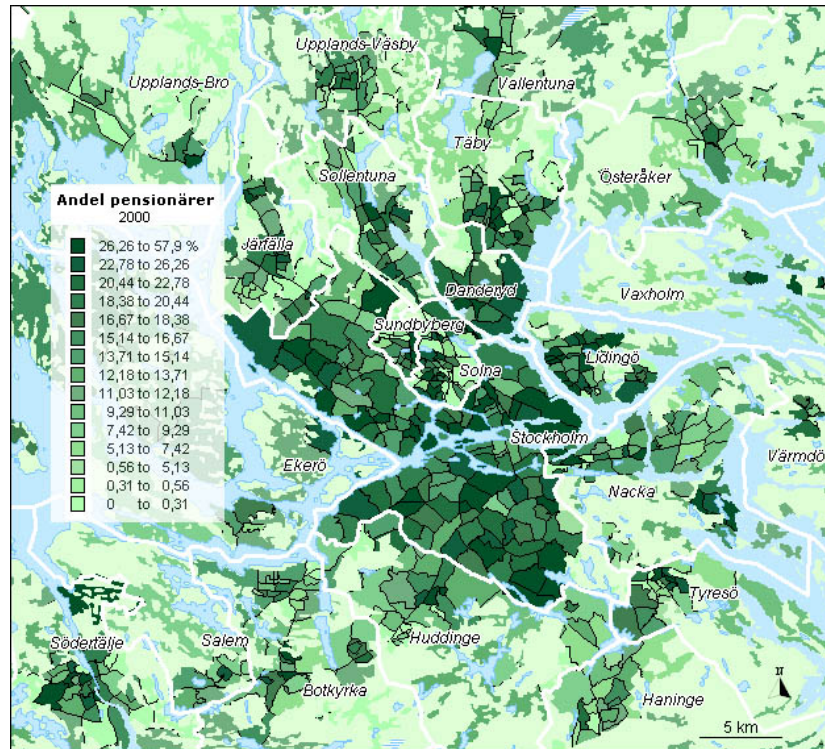 Upplands-Väsby
Upplands-Bro
Vallentuna
Täby
Sollentuna
Österåker
Andel pensionärer
2000
26,26 to 57,9 %
22,78 to 26,26
20,44 to 22,78
18,38 to 20,44
16,67 to 18,38
15,14 to 16,67
13,71 to 15,14
12,18 to 13,71
11,03 to 12,18
9,29 to 11,03
7,42 to 9,29
5,13 to 7,42
0,56 to 5,13
0,31 to 0,56
0 to 0,31
Järfälla
Danderyd
Vaxholm
Sundbyberg
Lidingö
Solna
Stockholm
Ekerö
Värmdö
Nacka
Tyresö
Södertälje
Salem
Huddinge
Botkyrka
Haninge
N
5 km